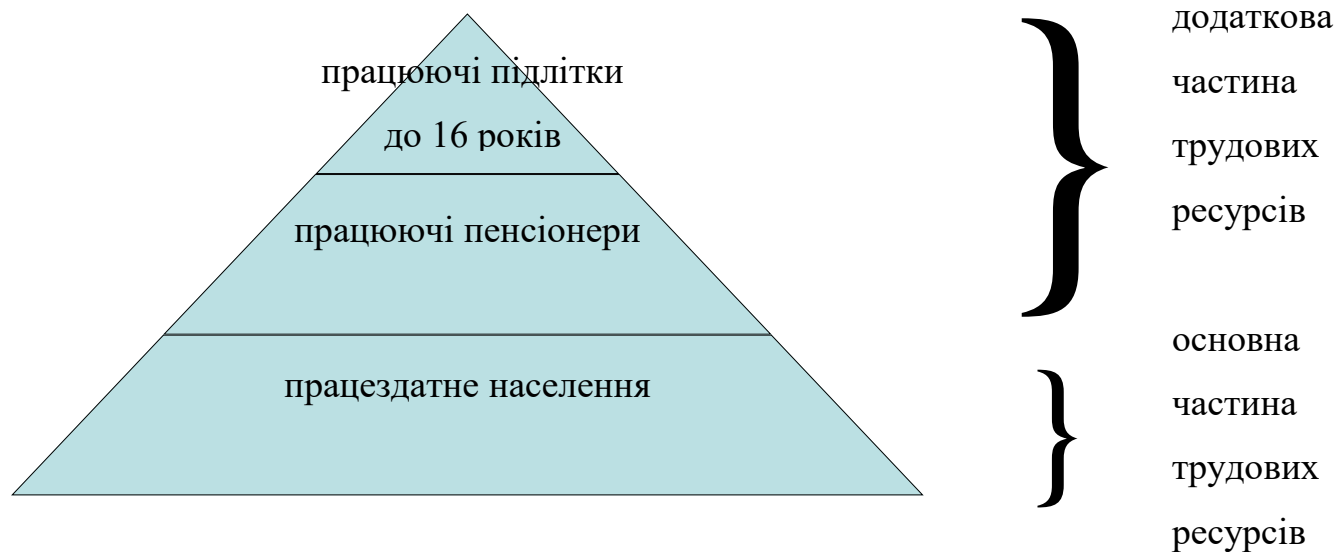 працюючі підлітки
до 16 років
працюючі пенсіонери
працездатне населення
додаткова
частина
трудових
ресурсів
основна
частина
трудових
ресурсів